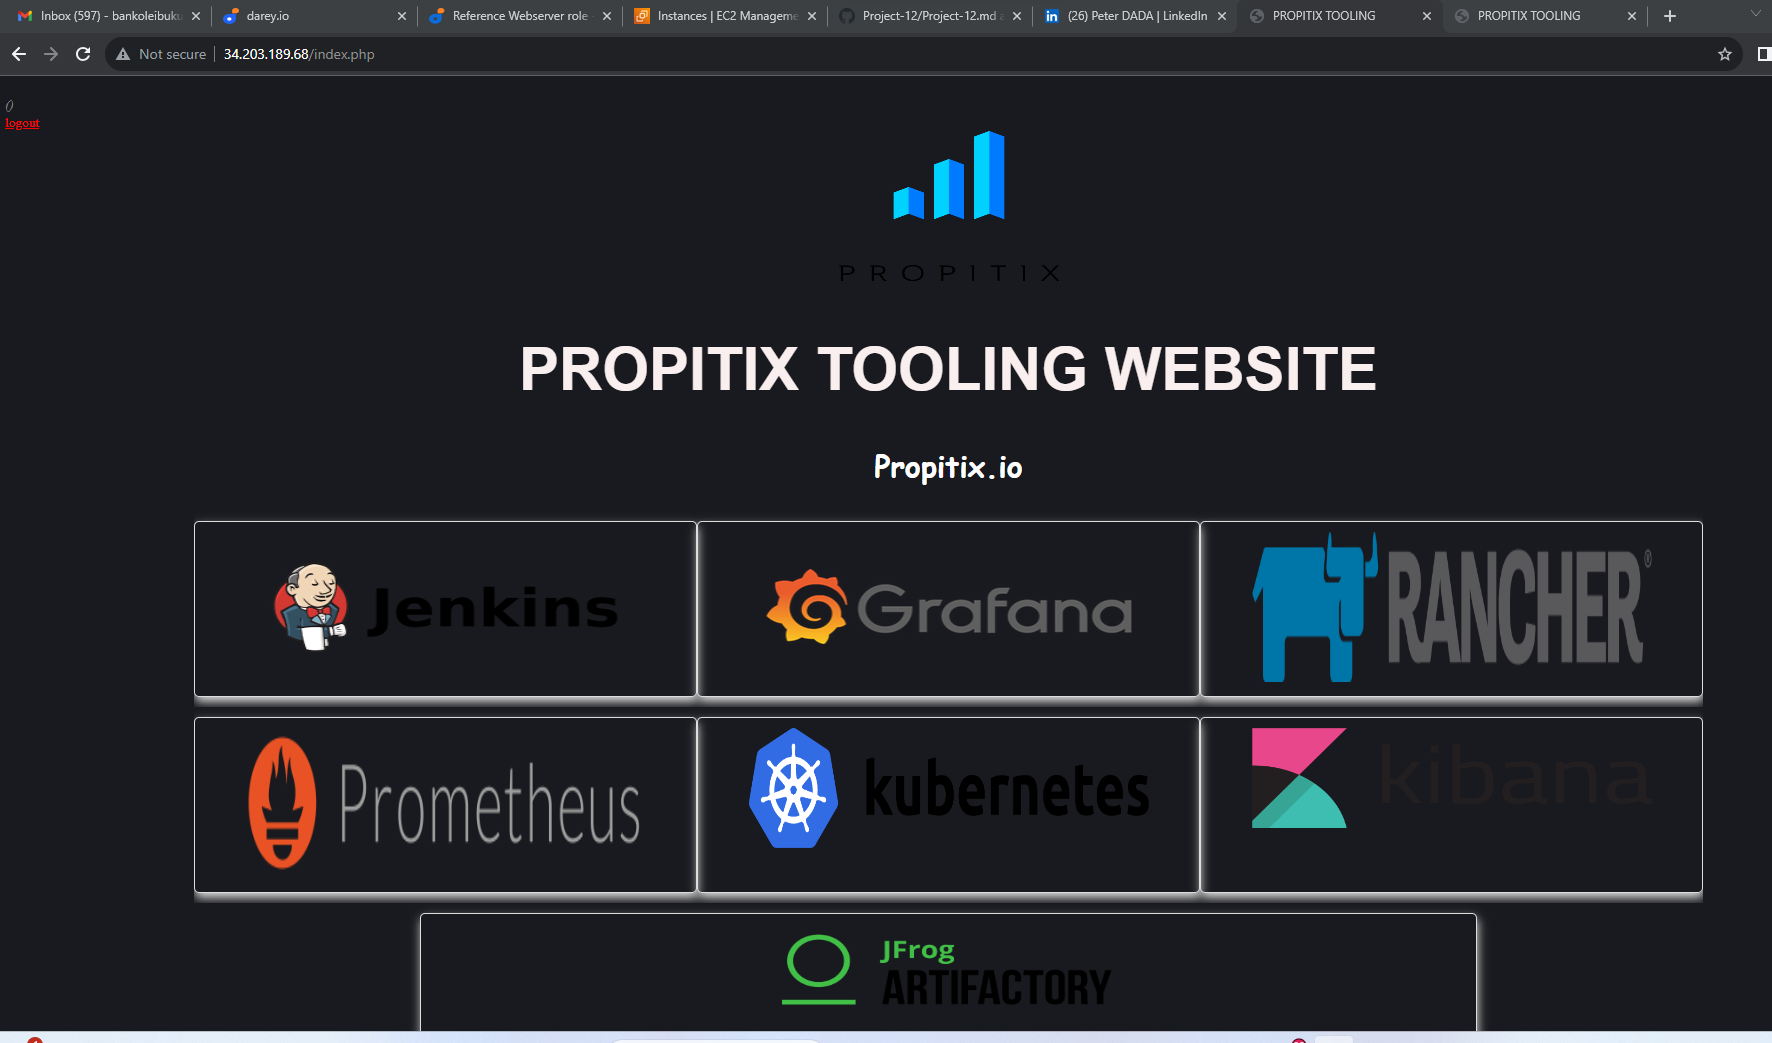 Inbox (597) - bankoleibuku
darey.io
Reference Webserver role
Instances | EC2 Manageme
Project-12/Project-12.md a
(26) Peter DADA | LinkedIn
PROPITIX TOOLING
PROPITIX TOOLING
Not secure
34.203.189.68/index.php
()
logout
PROPITIX
PROPITIX TOOLING WEBSITE
Propitix.io
Jenkins
Grafana
RANCHER®
Prometheus
kubernetes
kibana
JFrog
ARTIFACTORY